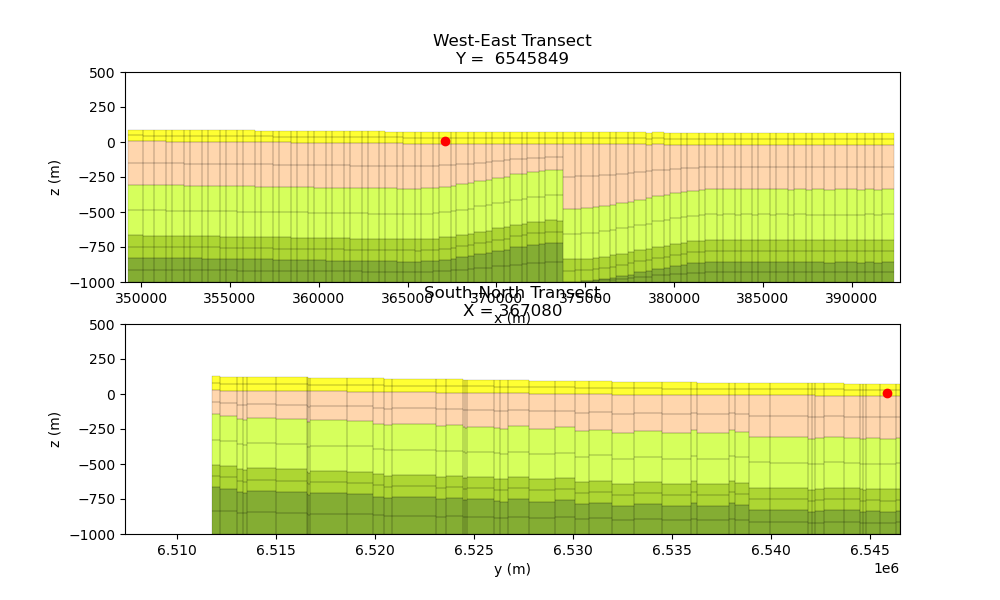 West-East Transect
Y =  6545849
500
250
0
−250
−500
−750
−1000
z (m)
350000 355000 360000 365000 370000 375000 380000 385000 390000
x (m)
South-North Transect
X = 367080
500
250
0
−250
−500
−750
−1000
z (m)
6.510 6.515 6.520 6.525 6.530 6.535 6.540 6.545
1e6
y (m)